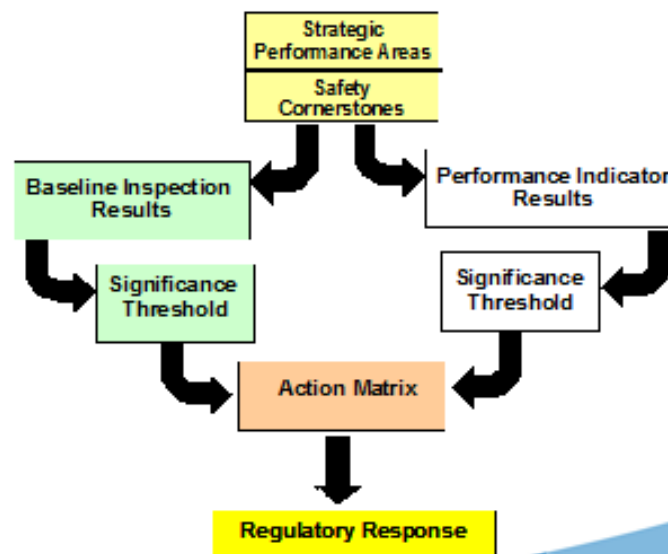 Strategic
Performance Areas
Safety
Cornerstones
Baseline Inspection
Results
Performance Indicator
Results
Significance
Threshold
Significance
Threshold
Action Matrix
Regulatory Response